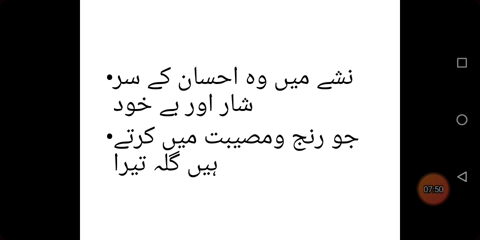 •نشے میں وہ احسان کے سر
شار اور بے خود
•جو رنج ومصیبت میں کرتے
ہیں گلہ تیرا
07:50